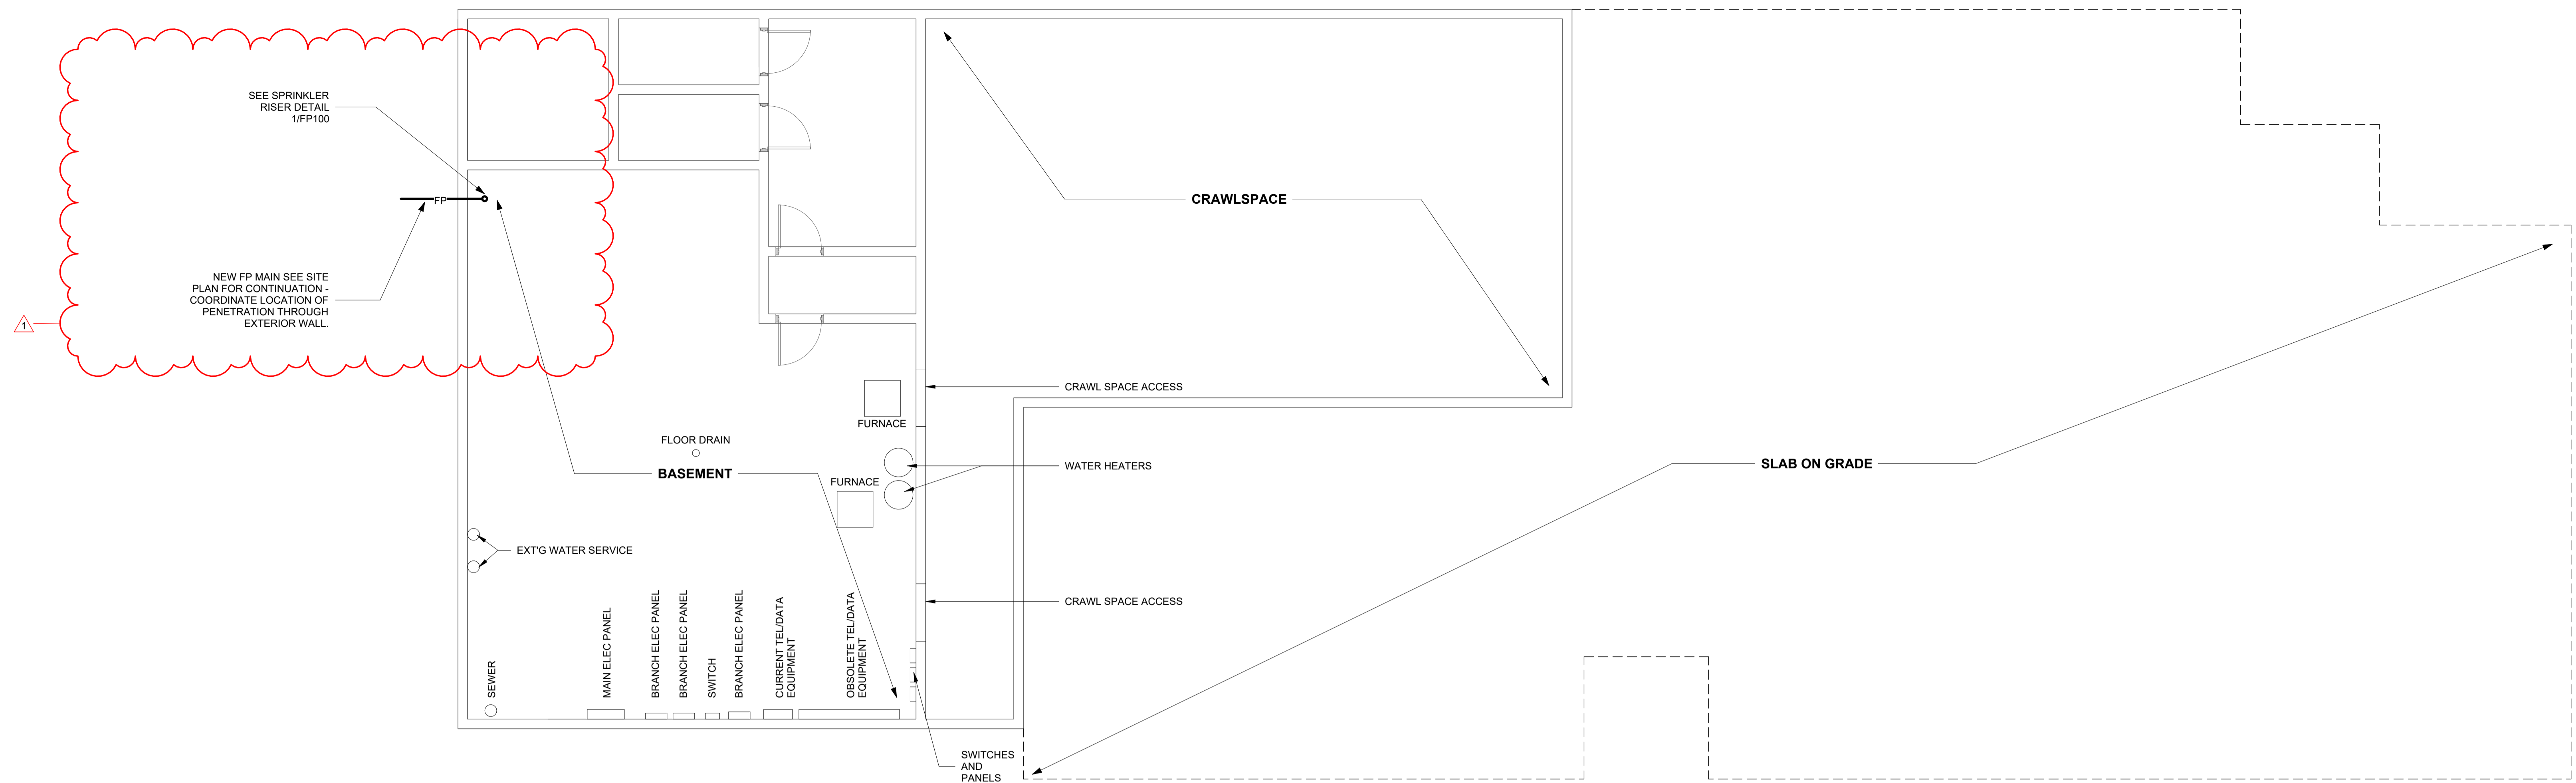 SEE SPRINKLER
RISER DETAIL
1/FP100
FP
NEW FP MAIN SEE SITE
PLAN FOR CONTINUATION -
COORDINATE LOCATION OF
PENETRATION THROUGH
EXTERIOR WALL.
1
CRAWLSPACE
CRAWL SPACE ACCESS
FURNACE
FLOOR DRAIN
BASEMENT
WATER HEATERS
SLAB ON GRADE
FURNACE
EXT'G WATER SERVICE
CRAWL SPACE ACCESS
SEWER
MAIN ELEC PANEL
BRANCH ELEC PANEL
BRANCH ELEC PANEL
SWITCH
BRANCH ELEC PANEL
CURRENT TEL/DATA
EQUIPMENT
OBSOLETE TEL/DATA
EQUIPMENT
SWITCHES
AND
PANELS